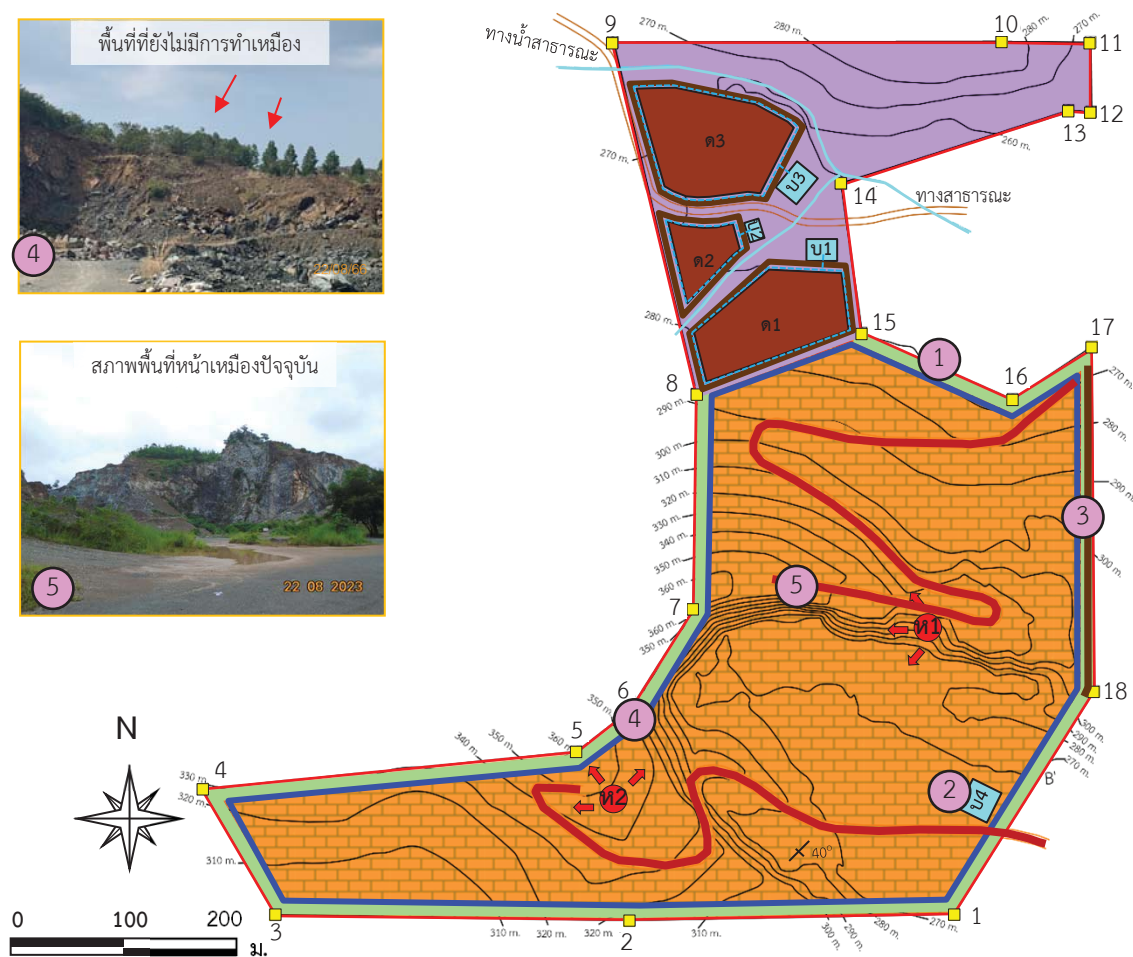 พื้นที่ที่ยังไม่มีการทำเหมือง
4
22/08/66
สภาพพื้นที่หน้าเหมืองปัจจุบัน
5
22 08 2023
9
10
11
12
13
14
15
16
17
18
1
2
3
4
5
6
7
8
ทางน้ำสาธารณะ
ทางสาธารณะ
270 m.
280 m.
280 m.
270 m.
260 m.
270 m.
280 m.
290 m.
300 m.
310 m.
320 m.
330 m.
340 m.
350 m.
360 m.
360 m.
350 m.
350 m.
360 m.
350 m.
340 m.
330 m.
320 m.
310 m.
310 m.
320 m.
320 m.
310 m.
300 m.
290 m.
280 m.
270 m.
270 m.
280 m.
290 m.
300 m.
300 m.
290 m.
280 m.
270 m.
B'
ด3
บ3
ด2
บ2
บ1
ด1
1
3
5
ห1
4
ห2
2
บ4
40°
N
0 100 200
ม.